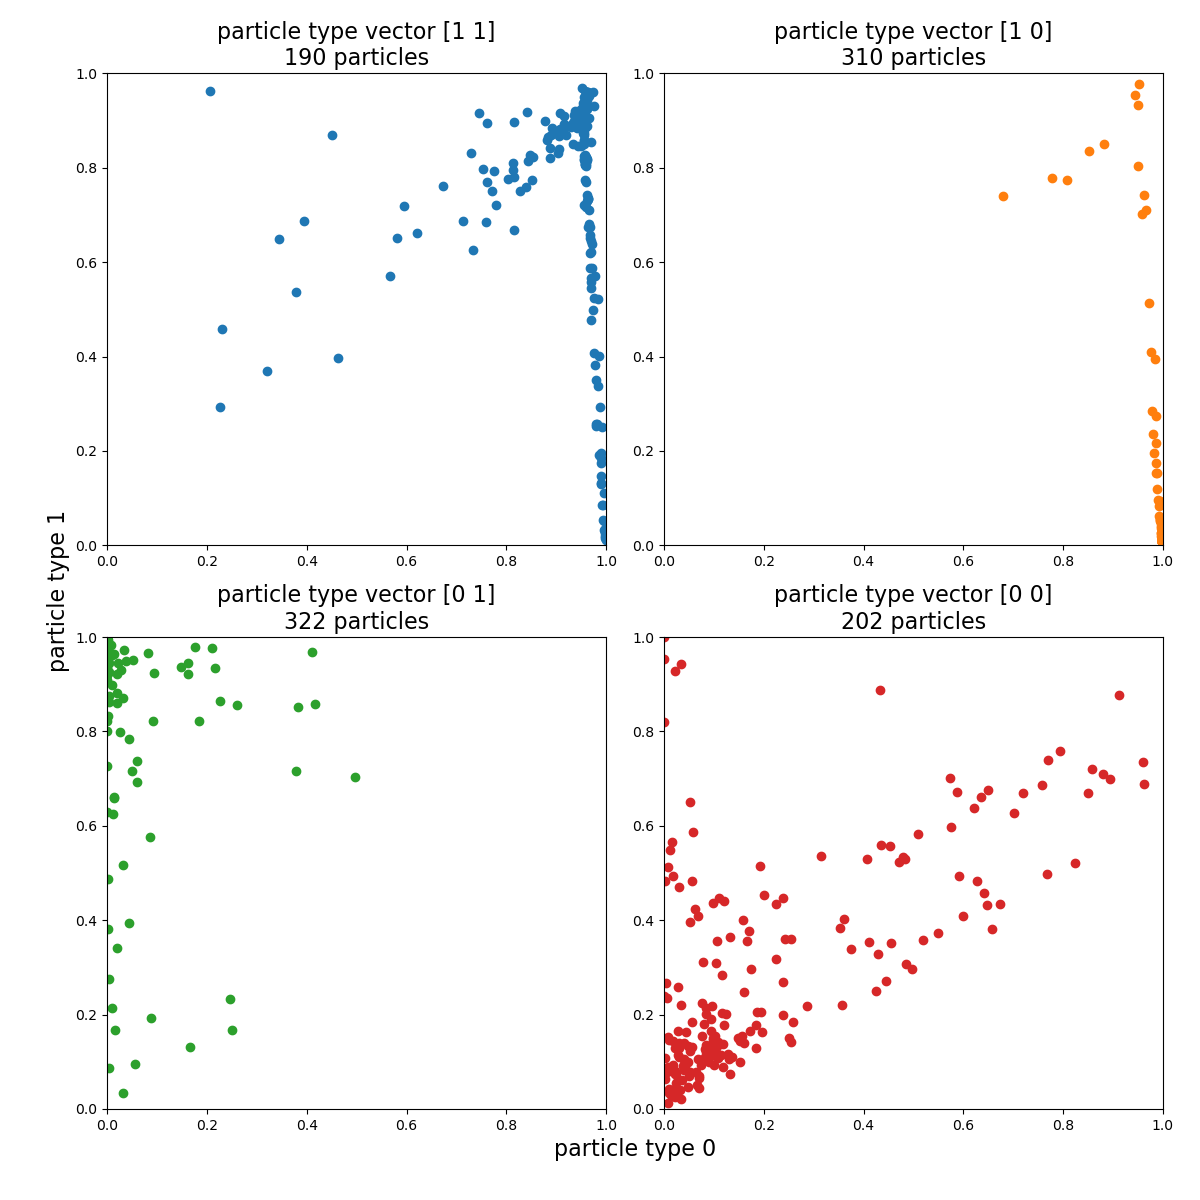 particle type vector [1 1]
190 particles
particle type vector [1 0]
310 particles
1.0
0.8
0.6
0.4
0.2
0.0
0.0 0.2 0.4 0.6 0.8 1.0
1.0
0.8
0.6
0.4
0.2
0.0
0.0 0.2 0.4 0.6 0.8 1.0
particle type 1
particle type vector [0 1]
322 particles
particle type vector [0 0]
202 particles
1.0
0.8
0.6
0.4
0.2
0.0
0.0 0.2 0.4 0.6 0.8 1.0
1.0
0.8
0.6
0.4
0.2
0.0
0.0 0.2 0.4 0.6 0.8 1.0
particle type 0